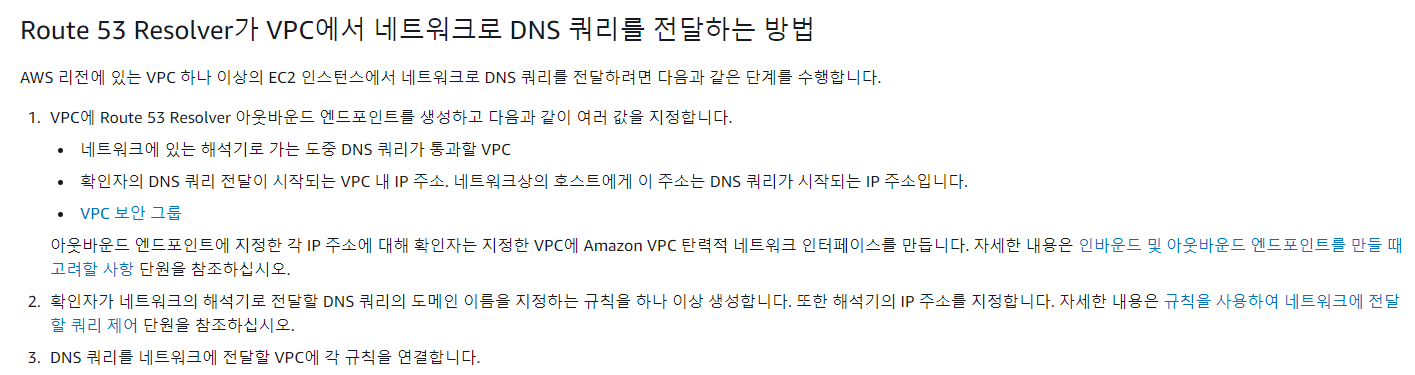 Route 53 Resolver가 VPC에서 네트워크로 DNS 쿼리를 전달하는 방법
AWS 리전에 있는 VPC 하나 이상의 EC2 인스턴스에서 네트워크로 DNS 쿼리를 전달하려면 다음과 같은 단계를 수행합니다.
1. VPC에 Route 53 Resolver 아웃바운드 엔드포인트를 생성하고 다음과 같이 여러 값을 지정합니다.
• 네트워크에 있는 해석기로 가는 도중 DNS 쿼리가 통과할 VPC
• 확인자의 DNS 쿼리 전달이 시작되는 VPC 내 IP 주소. 네트워크상의 호스트에게 이 주소는 DNS 쿼리가 시작되는 IP 주소입니다.
• VPC 보안 그룹
아웃바운드 엔드포인트에 지정한 각 IP 주소에 대해 확인자는 지정한 VPC에 Amazon VPC 탄력적 네트워크 인터페이스를 만듭니다. 자세한 내용은 인바운드 및 아웃바운드 엔드포인트를 만들 때
고려할 사항 단원을 참조하십시오.
2. 확인자가 네트워크의 해석기로 전달할 DNS 쿼리의 도메인 이름을 지정하는 규칙을 하나 이상 생성합니다. 또한 해석기의 IP 주소를 지정합니다. 자세한 내용은 규칙을 사용하여 네트워크에 전달
할 쿼리 제어 단원을 참조하십시오.
3. DNS 쿼리를 네트워크에 전달할 VPC에 각 규칙을 연결합니다.